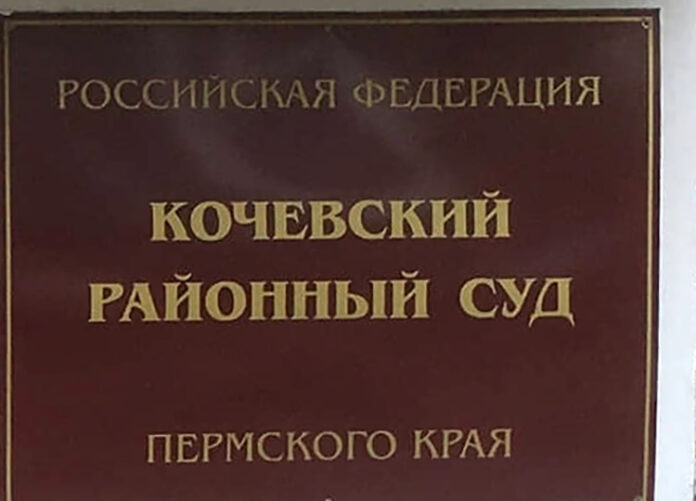 РОССИЙСКАЯ ФЕДЕРАЦИЯ
КОЧЕВСКИЙ
РАЙОННЫЙ СУД
ПЕРМСКОГО КРАЯ